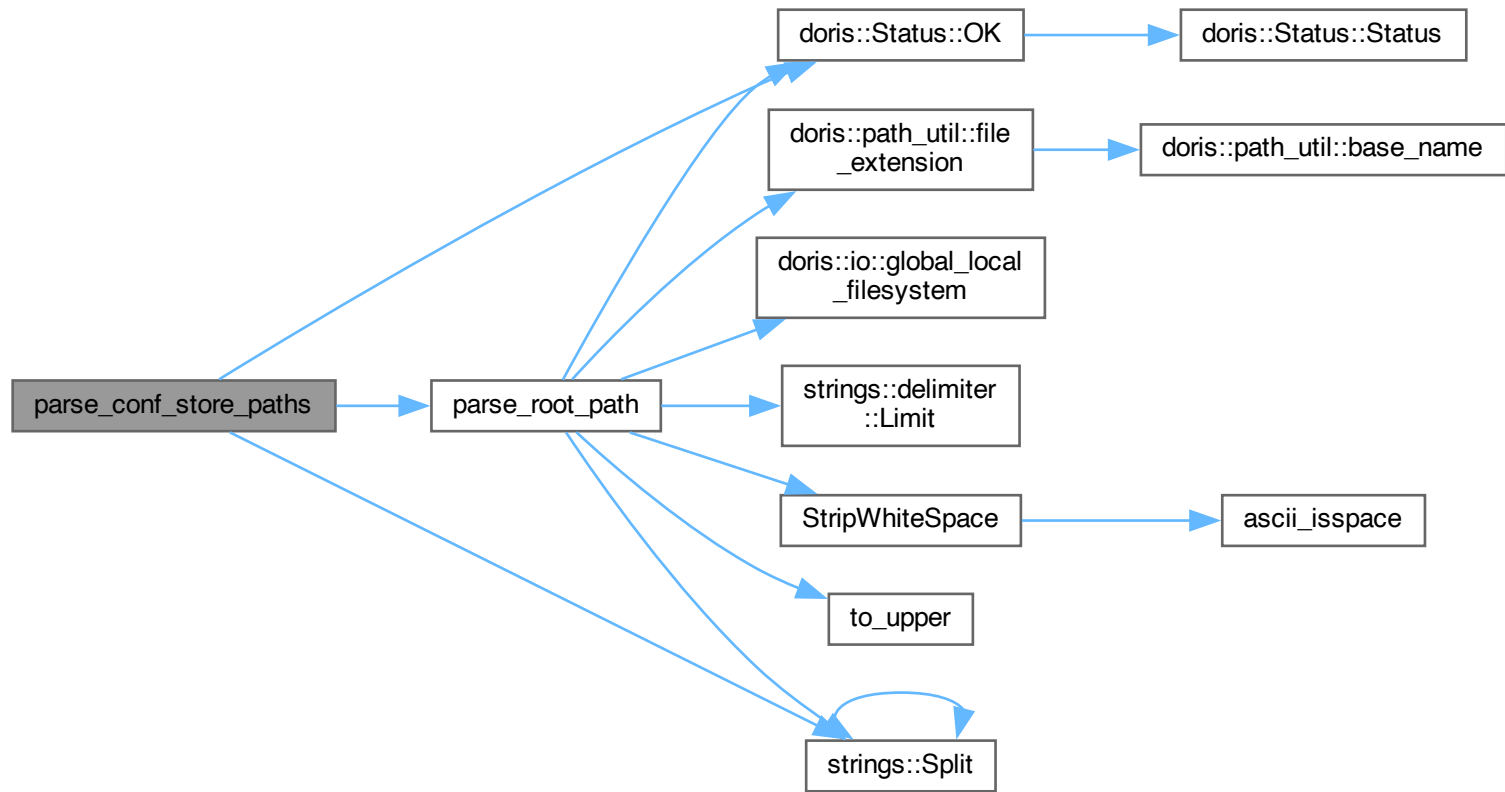 doris::Status::OK
doris::Status::Status
doris::path_util::file
_extension
doris::path_util::base_name
doris::io::global_local
_filesystem
parse_conf_store_paths
parse_root_path
strings::delimiter
::Limit
StripWhiteSpace
ascii_isspace
to_upper
strings::Split